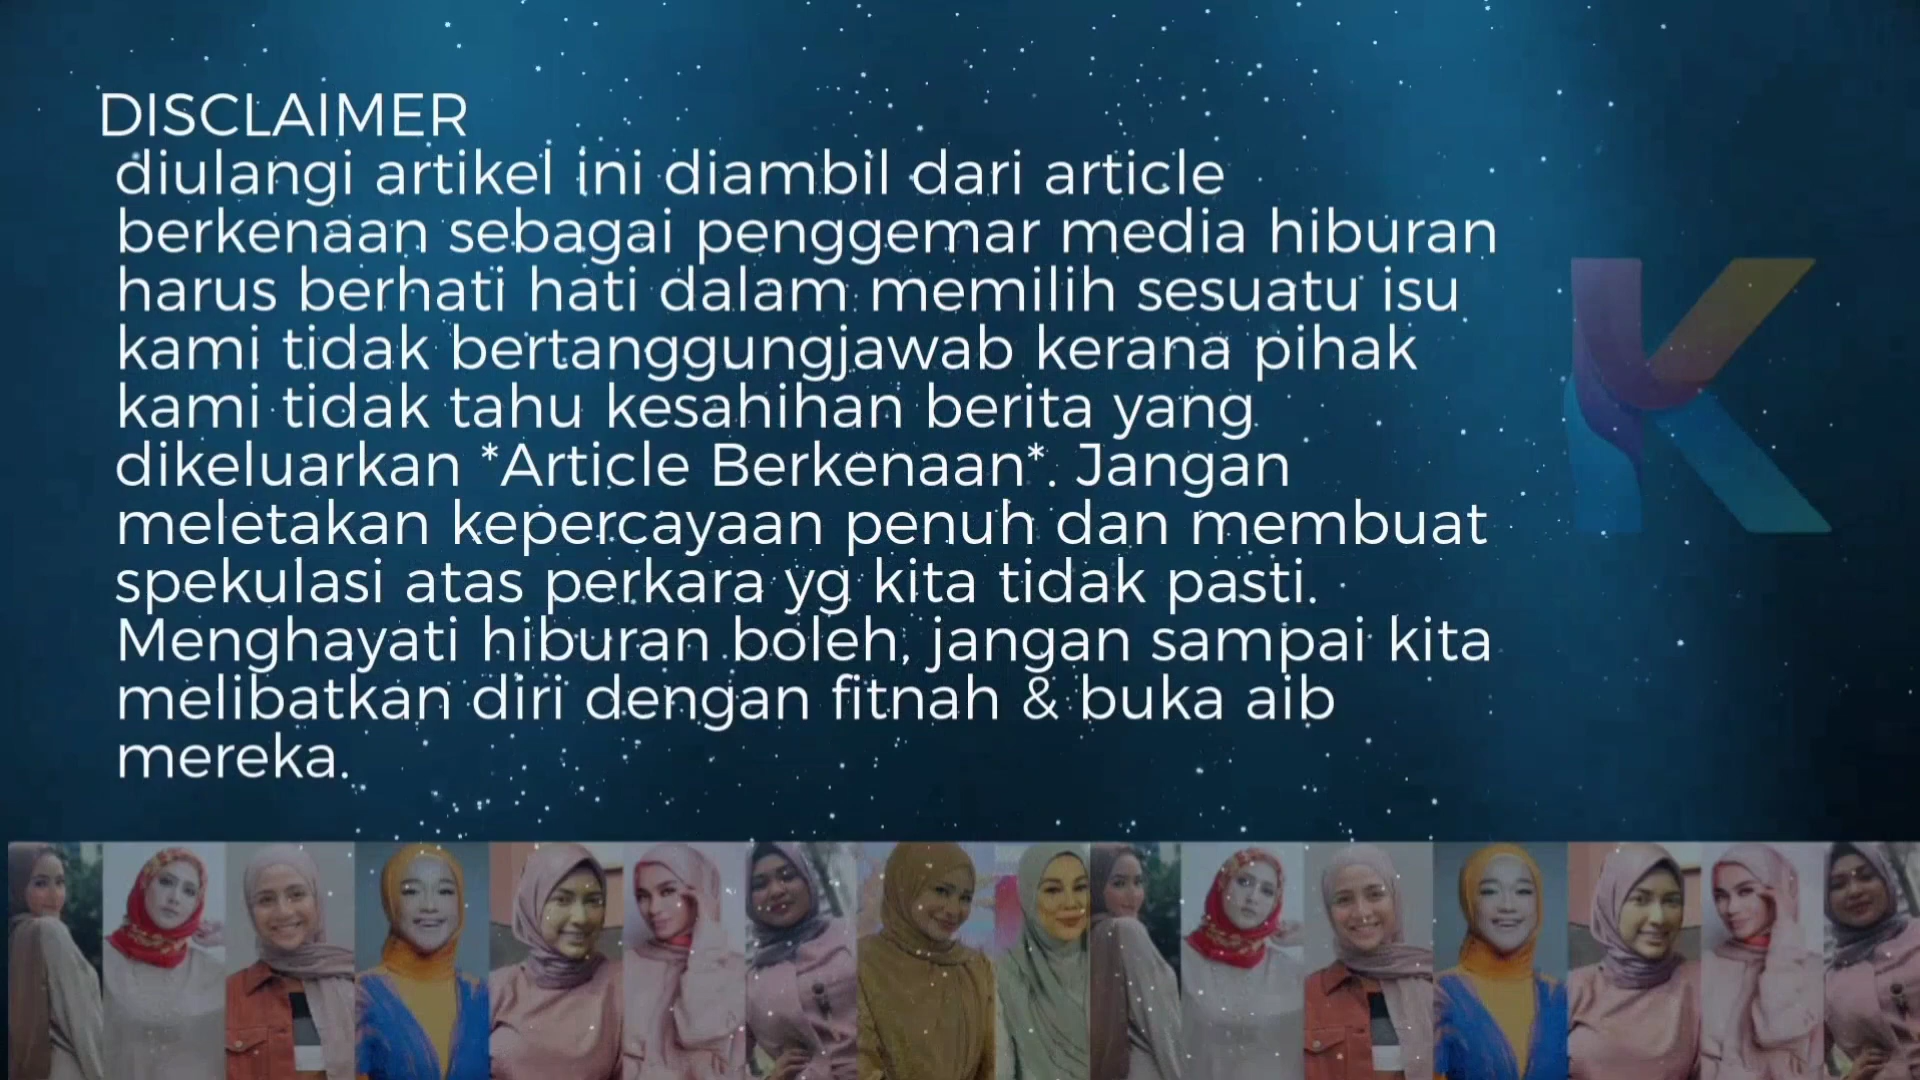 DISCLAIMER
diulangi artikel ini diambil dari article
berkenaan sebagai penggemar media hiburan
harus berhati hati dalam memilih sesuatu isu
kami tidak bertanggungjawab kerana pihak
kami tidak tahu kesahihan berita yang
dikeluarkan *Article Berkenaan*. Jangan
meletakan kepercayaan penuh dan membuat
spekulasi atas perkara yg kita tidak pasti.
Menghayati hiburan boleh, jangan sampai kita
melibatkan diri dengan fitnah & buka aib
mereka.
K